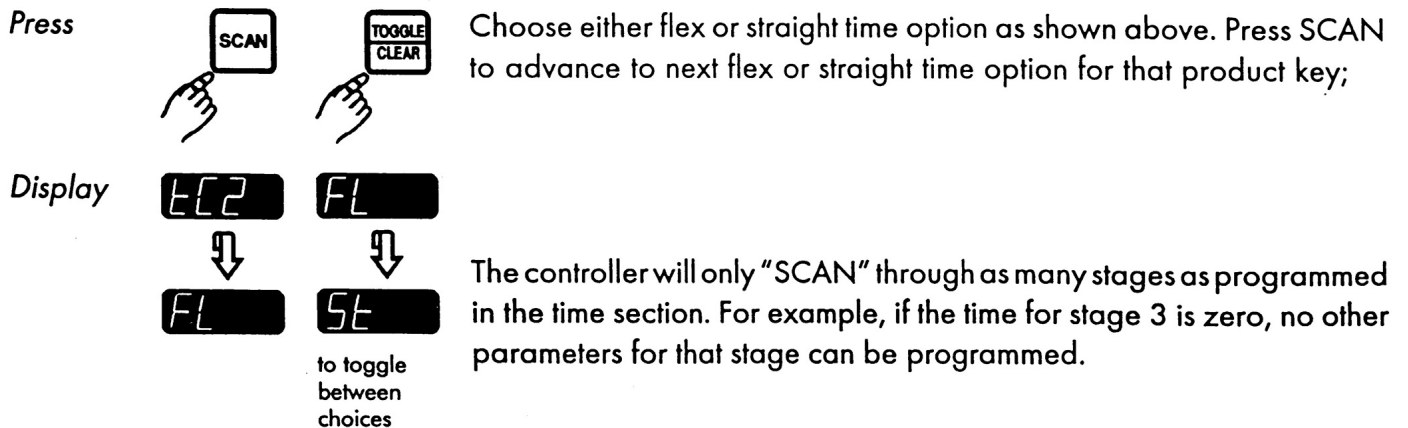 Press
SCAN
TOGGLE
CLEAR
Choose either flex or straight time option as shown above. Press SCAN
to advance to next flex or straight time option for that product key;
Display
tC2
FL
FL
St
to toggle
between
choices
The controller will only "SCAN" through as many stages as programmed
in the time section. For example, if the time for stage 3 is zero, no other
parameters for that stage can be programmed.